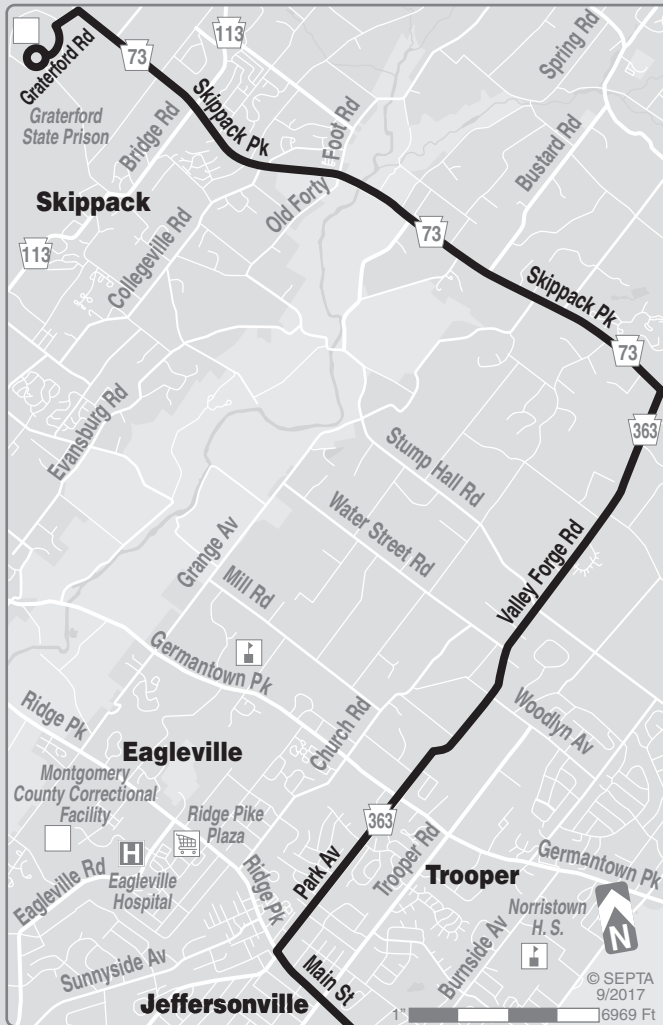 Graterford Rd
73
113
Spring Rd
Graterford
State Prison
Bridge Rd
Skippack Pk
Foot Rd
Old Forty
Bustard Rd
Skippack
113
Collegeville Rd
73
Skippack Pk
73
363
Evansburg Rd
Stump Hall Rd
Water Street Rd
Grange Av
Mill Rd
Valley Forge Rd
Germantown Pk
Woodlyn Av
Ridge Pk
Church Rd
Eagleville
Montgomery
County Correctional
Facility
Ridge Pike
Plaza
363
H
Eagleville
Hospital
Eagleville Rd
Ridge Pk
Park Av
Trooper Rd
Trooper
Germantown Pk
Norristown
H. S.
N
Burnside Av
Sunnyside Av
Main St
Jeffersonville
© SEPTA
9/2017
1" 6969 Ft